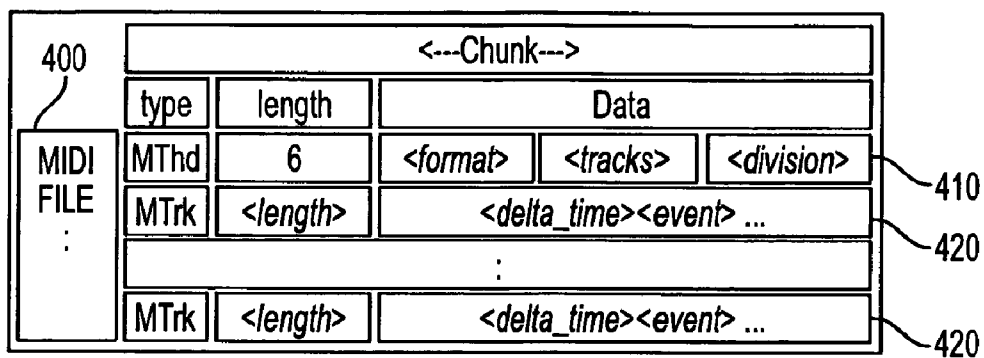 400
<---Chunk--->
type length Data
MIDI FILE :
MThd 6 <format> <tracks> <division> 410
MTrk <length> <delta_time><event> ... 420
:
MTrk <length> <delta_time><event> ... 420